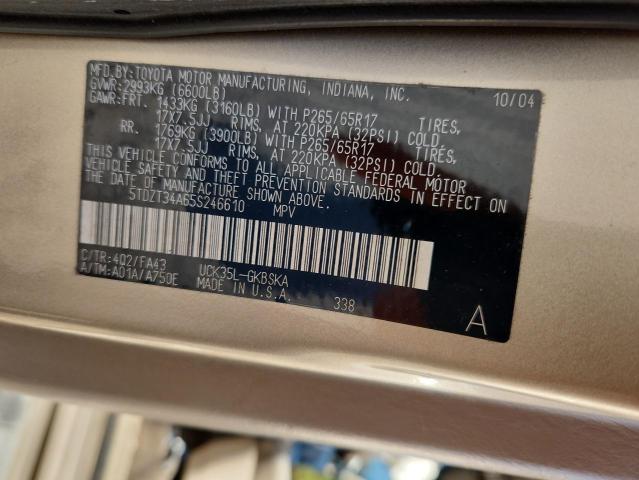 MFD.BY:TOYOTA MOTOR MANUFACTURING, INDIANA, INC. 10/04
GVWR:2993KG (6600LB)
GAWR:FRT. 1433KG (3160LB) WITH P265/65R17 TIRES,
17X7.5JJ RIMS, AT 220KPA (32PSI) COLD.
RR. 1769KG (3900LB) WITH P265/65R17 TIRES,
17X7.5JJ RIMS, AT 220KPA (32PSI) COLD.
THIS VEHICLE CONFORMS TO ALL APPLICABLE FEDERAL MOTOR
VEHICLE SAFETY AND THEFT PREVENTION STANDARDS IN EFFECT ON
THE DATE OF MANUFACTURE SHOWN ABOVE.
5TDZT34A65S246610 MPV
C/TR:4Q2/FA43 UCK35L-GKBSKA
A/TM:A01A/A750E MADE IN U.S.A. 338
A